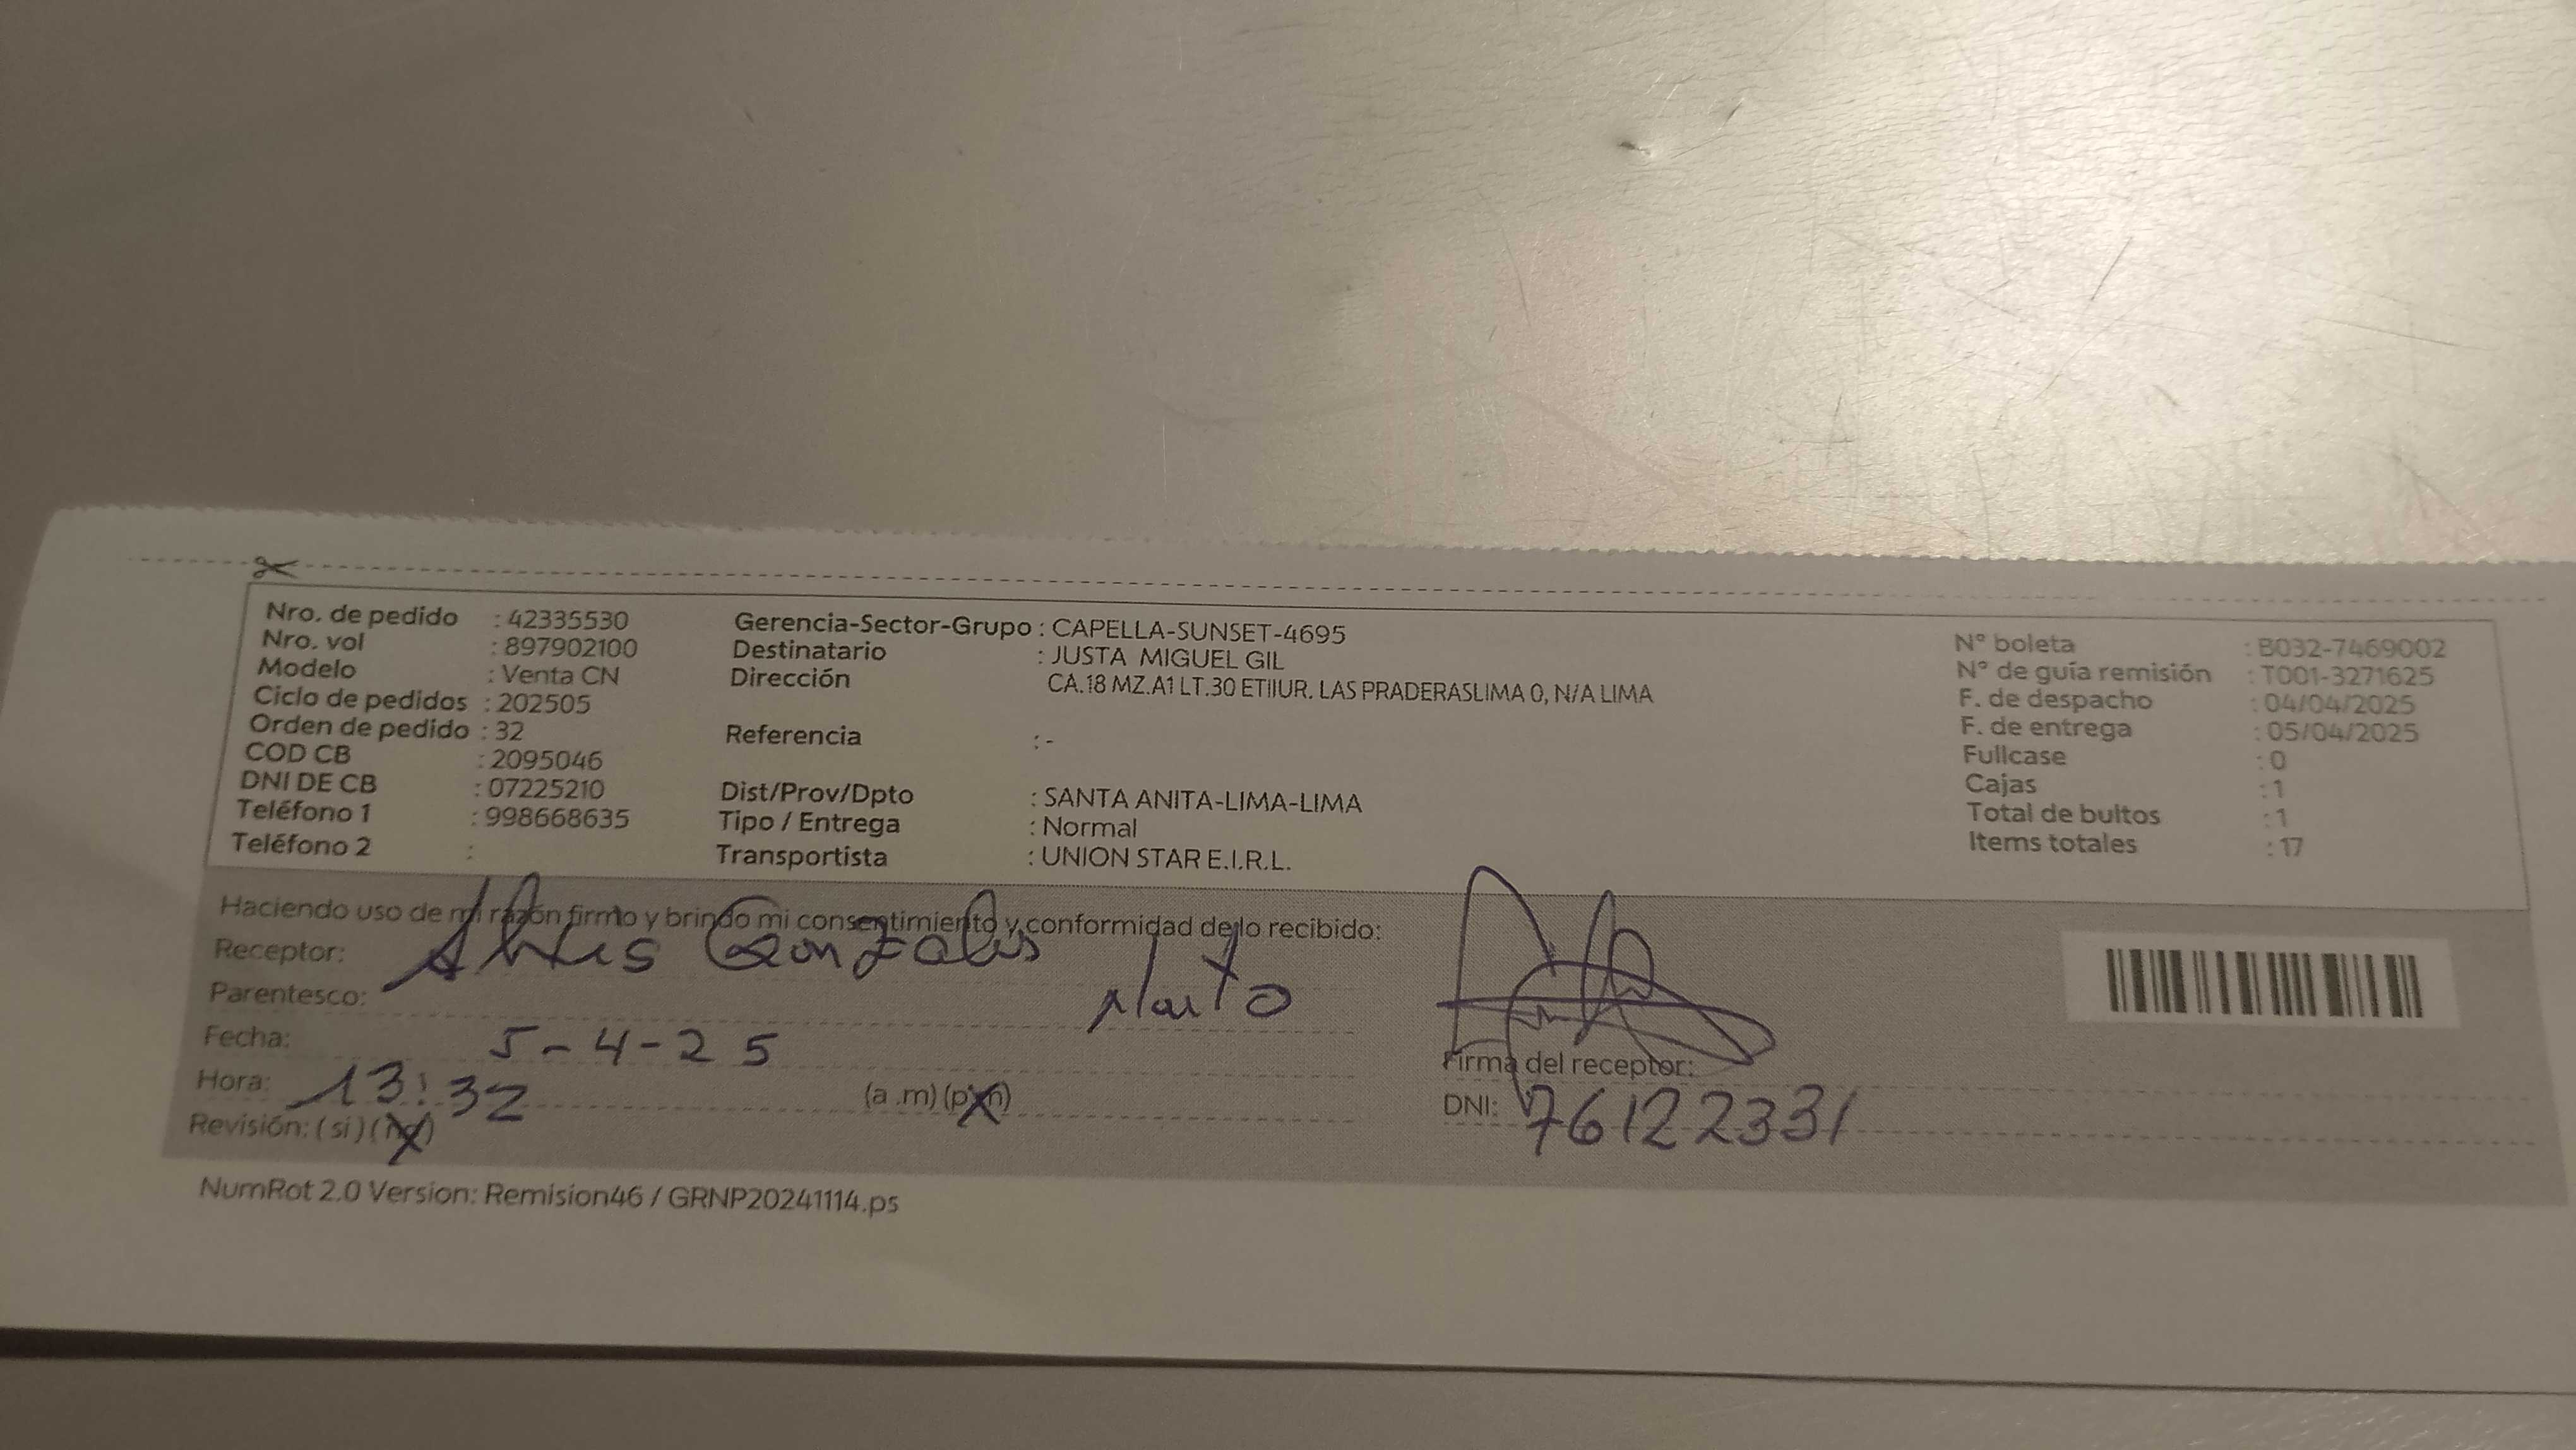 Nro. de pedido : 42335530
Nro. vol : 897902100
Modelo : Venta CN
Ciclo de pedidos : 202505
Orden de pedido : 32
COD CB : 2095046
DNI DE CB : 07225210
Teléfono 1 : 998668635
Teléfono 2 :
Gerencia-Sector-Grupo : CAPELLA-SUNSET-4695
Destinatario : JUSTA MIGUEL GIL
Dirección CA.18 MZ.A1 LT.30 ETIIUR. LAS PRADERASLIMA 0, N/A LIMA
Referencia : -
Dist/Prov/Dpto : SANTA ANITA-LIMA-LIMA
Tipo / Entrega : Normal
Transportista : UNION STAR E.I.R.L.
N° boleta : B032-7469002
N° de guía remisión : T001-3271625
F. de despacho : 04/04/2025
F. de entrega : 05/04/2025
Fullcase : 0
Cajas : 1
Total de bultos : 1
Items totales : 17
Haciendo uso de mi razón firmo y brindo mi consentimiento y conformidad de lo recibido:
Receptor: Gonzales
Parentesco:
Fecha: 5-4-25
Hora: 13:32 (a .m) (p.m)
Revisión: ( si ) ( no )
Firma del receptor:
DNI: 76122331
NumRot 2.0 Version: Remision46 / GRNP20241114.ps